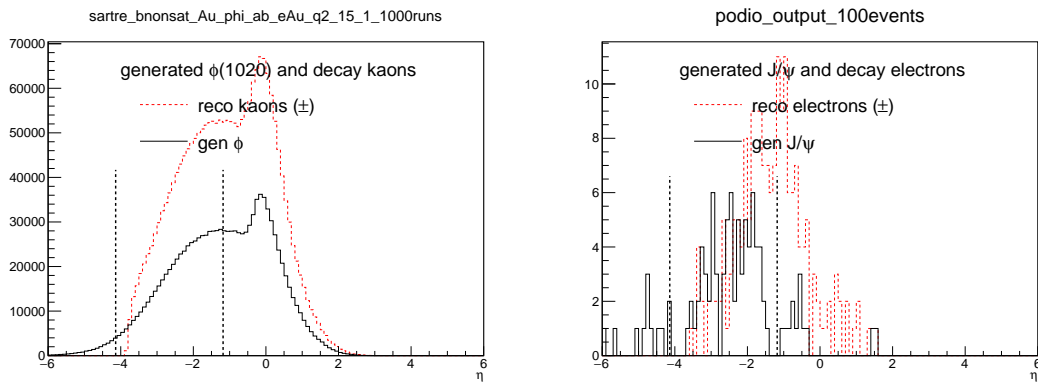 sartre_bnonsat_Au_phi_ab_eAu_q2_15_1_1000runs
generated ϕ(1020) and decay kaons
reco kaons (±)
gen ϕ
70000
60000
50000
40000
30000
20000
10000
0
−6 −4 −2 0 2 4 6
η
podio_output_100events
generated J/ψ and decay electrons
reco electrons (±)
gen J/ψ
10
8
6
4
2
0
−6 −4 −2 0 2 4 6
η